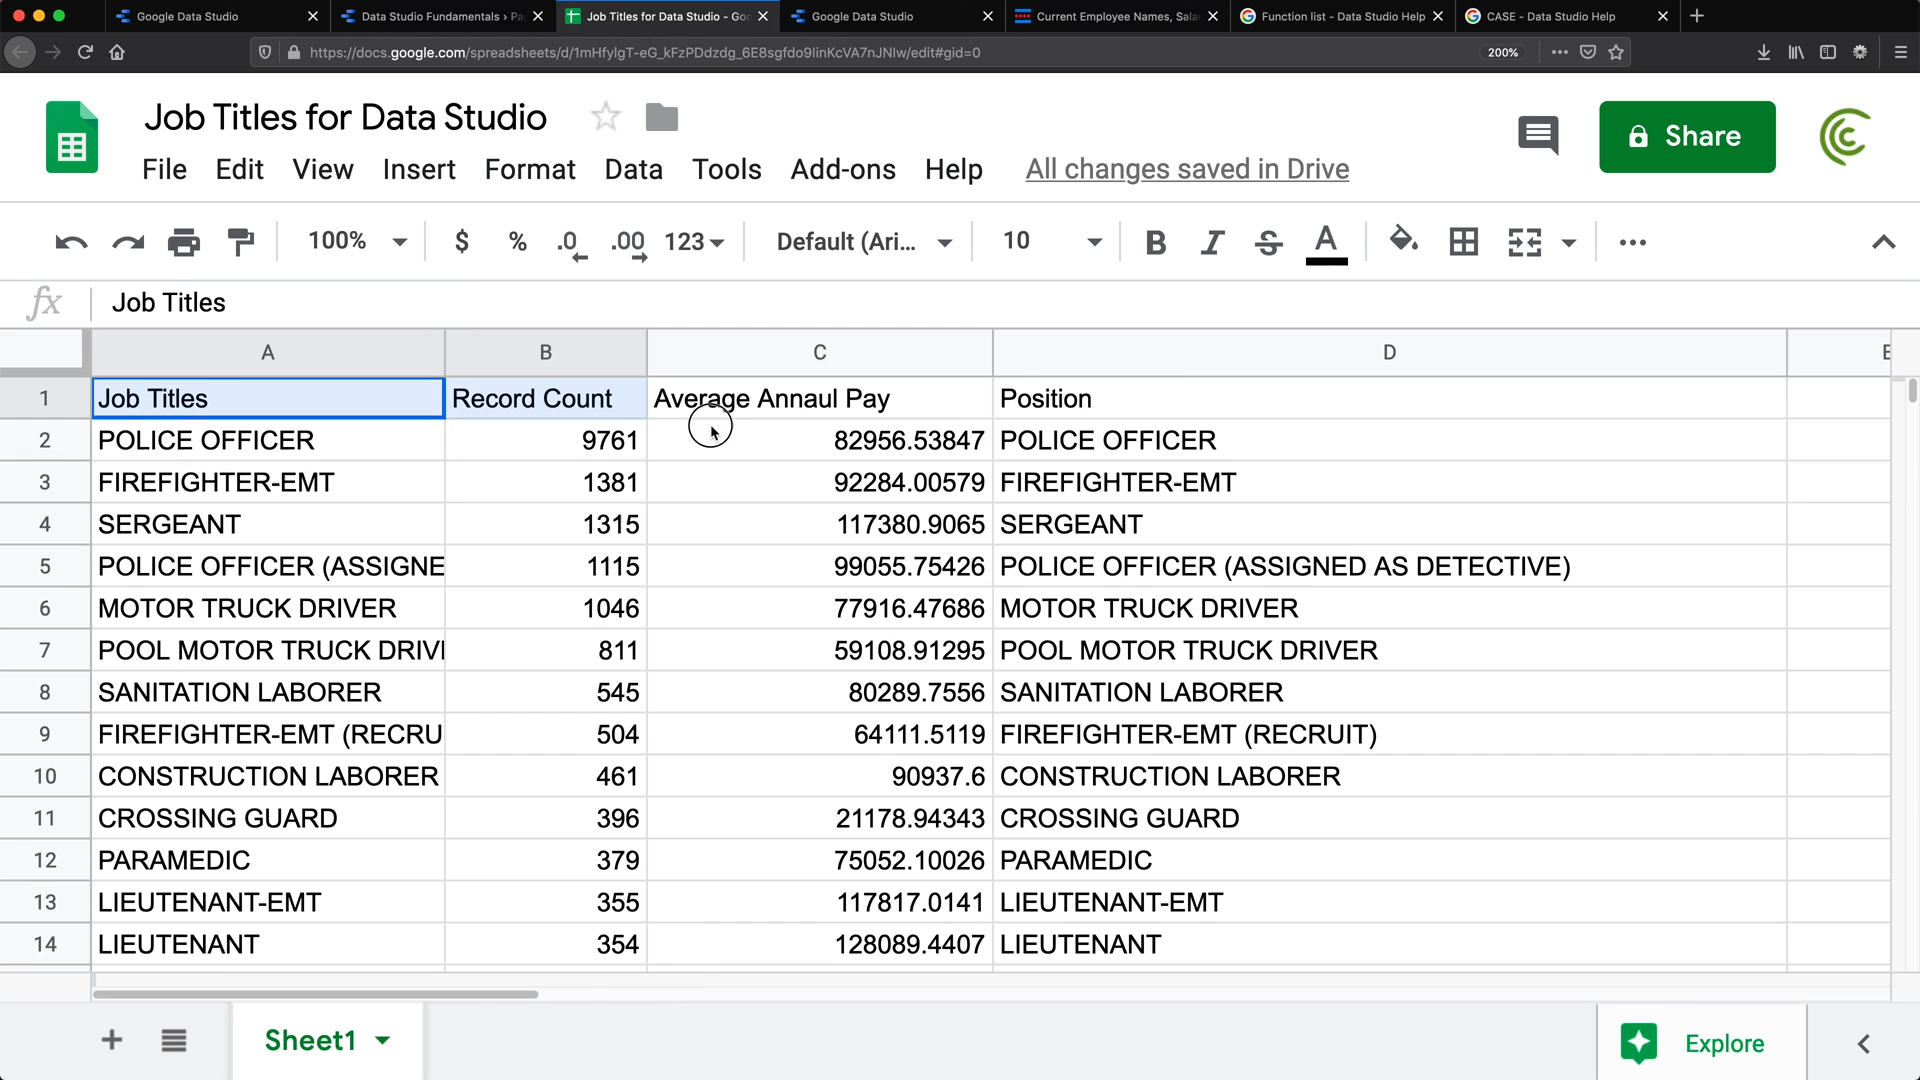 Google Data Studio
Data Studio Fundamentals › Pa
Job Titles for Data Studio - Goo
Google Data Studio
Current Employee Names, Sala
Function list - Data Studio Help
CASE - Data Studio Help
https://docs.google.com/spreadsheets/d/1mHfylgT-eG_kFzPDdzdg_6E8sgfdo9linKcVA7nJNlw/edit#gid=0
200%
Job Titles for Data Studio
Share
File Edit View Insert Format Data Tools Add-ons Help All changes saved in Drive
100% $ % .0 .00 123 Default (Ari... 10 B I S A
fx Job Titles
A B C D E
1 Job Titles Record Count Average Annaul Pay Position
2 POLICE OFFICER 9761 82956.53847 POLICE OFFICER
3 FIREFIGHTER-EMT 1381 92284.00579 FIREFIGHTER-EMT
4 SERGEANT 1315 117380.9065 SERGEANT
5 POLICE OFFICER (ASSIGNE 1115 99055.75426 POLICE OFFICER (ASSIGNED AS DETECTIVE)
6 MOTOR TRUCK DRIVER 1046 77916.47686 MOTOR TRUCK DRIVER
7 POOL MOTOR TRUCK DRIVI 811 59108.91295 POOL MOTOR TRUCK DRIVER
8 SANITATION LABORER 545 80289.7556 SANITATION LABORER
9 FIREFIGHTER-EMT (RECRU 504 64111.5119 FIREFIGHTER-EMT (RECRUIT)
10 CONSTRUCTION LABORER 461 90937.6 CONSTRUCTION LABORER
11 CROSSING GUARD 396 21178.94343 CROSSING GUARD
12 PARAMEDIC 379 75052.10026 PARAMEDIC
13 LIEUTENANT-EMT 355 117817.0141 LIEUTENANT-EMT
14 LIEUTENANT 354 128089.4407 LIEUTENANT
Sheet1
Explore